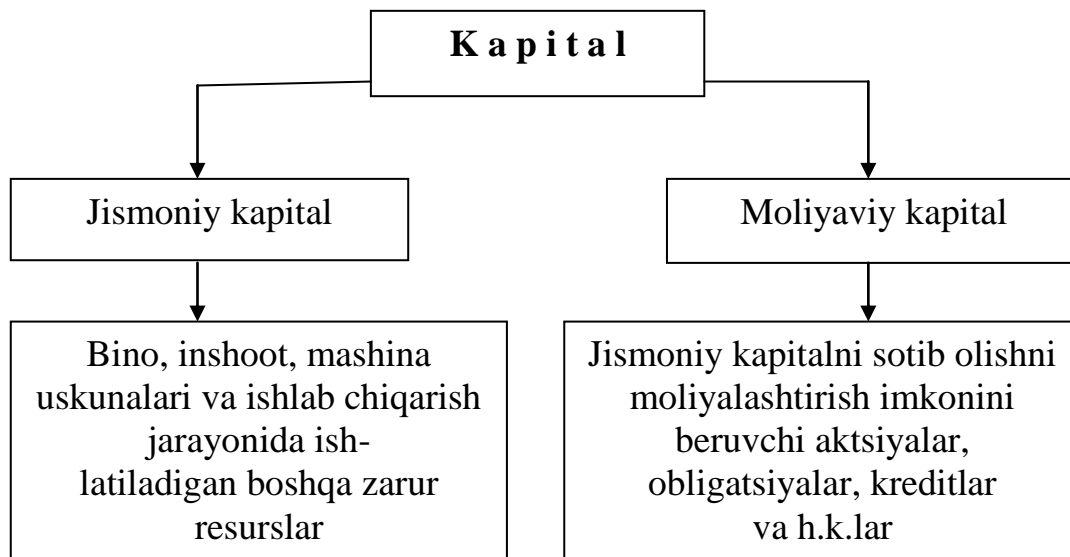 K a p i t a l
Jismoniy kapital
Moliyaviy kapital
Bino, inshoot, mashina
uskunalari va ishlab chiqarish
jarayonida ish-
latiladigan boshqa zarur
resurslar
Jismoniy kapitalni sotib olishni
moliyalashtirish imkonini
beruvchi aktsiyalar,
obligatsiyalar, kreditlar
va h.k.lar